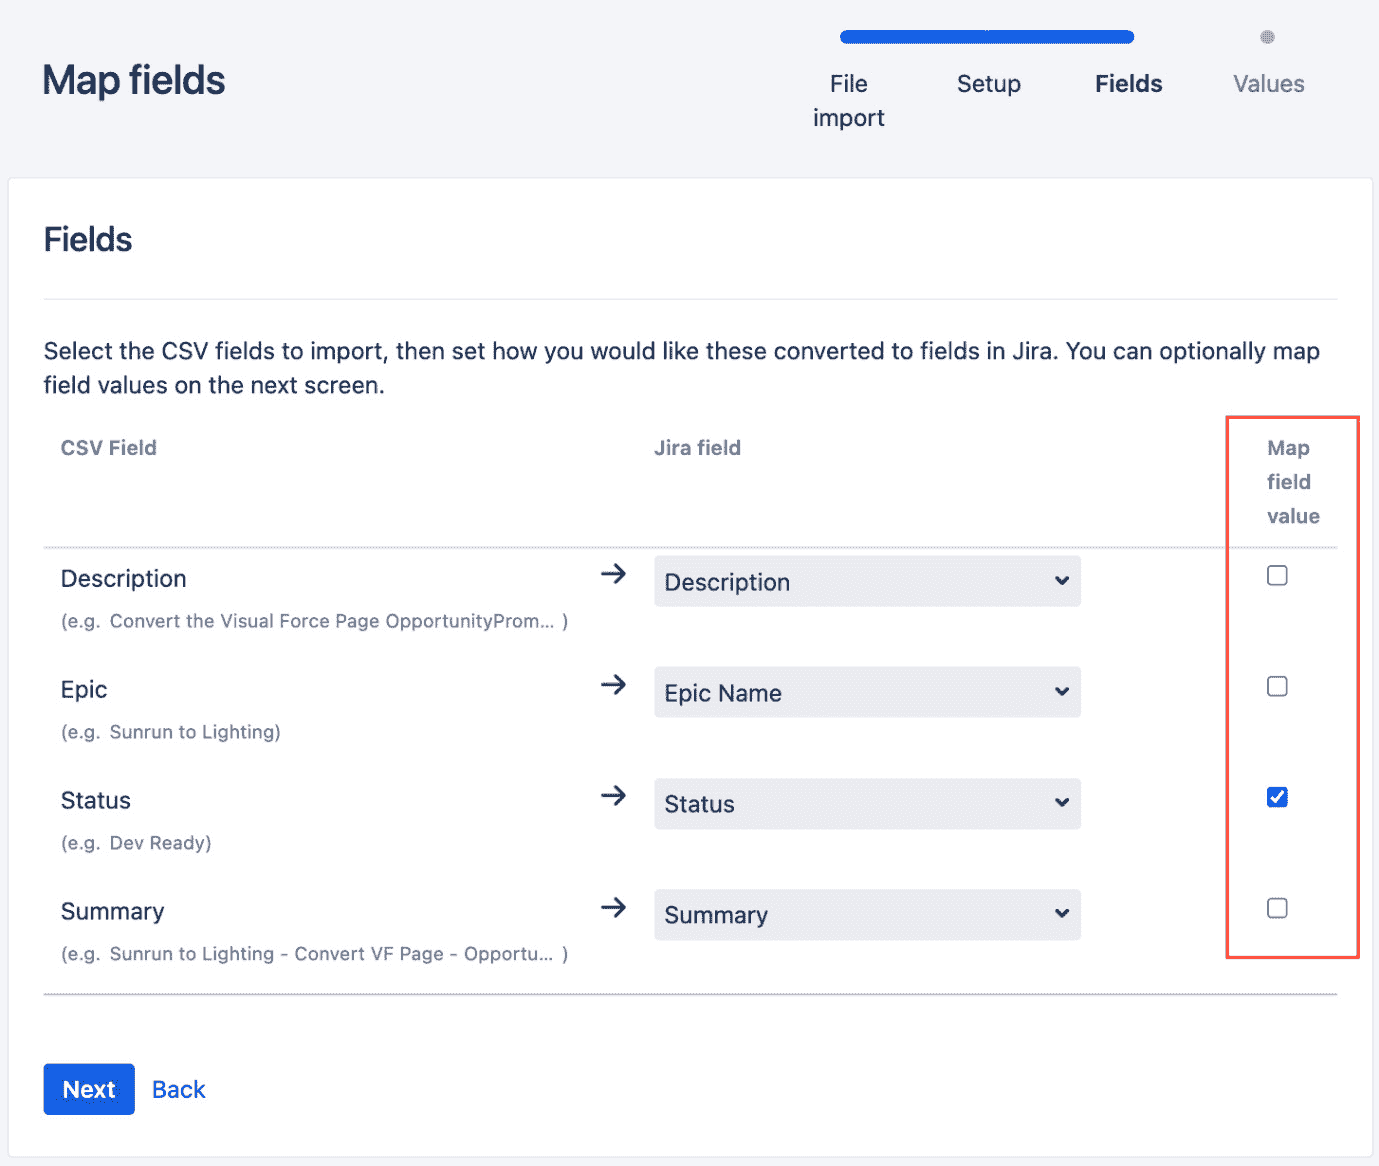 Map fields
File
import
Setup
Fields
Values
Fields
Select the CSV fields to import, then set how you would like these converted to fields in Jira. You can optionally map
field values on the next screen.
CSV Field
Jira field
Map
field
value
Description
Description
(e.g. Convert the Visual Force Page OpportunityProm... )
Epic
Epic Name
(e.g. Sunrun to Lighting)
Status
Status
(e.g. Dev Ready)
Summary
Summary
(e.g. Sunrun to Lighting - Convert VF Page - Opportu... )
Next
Back